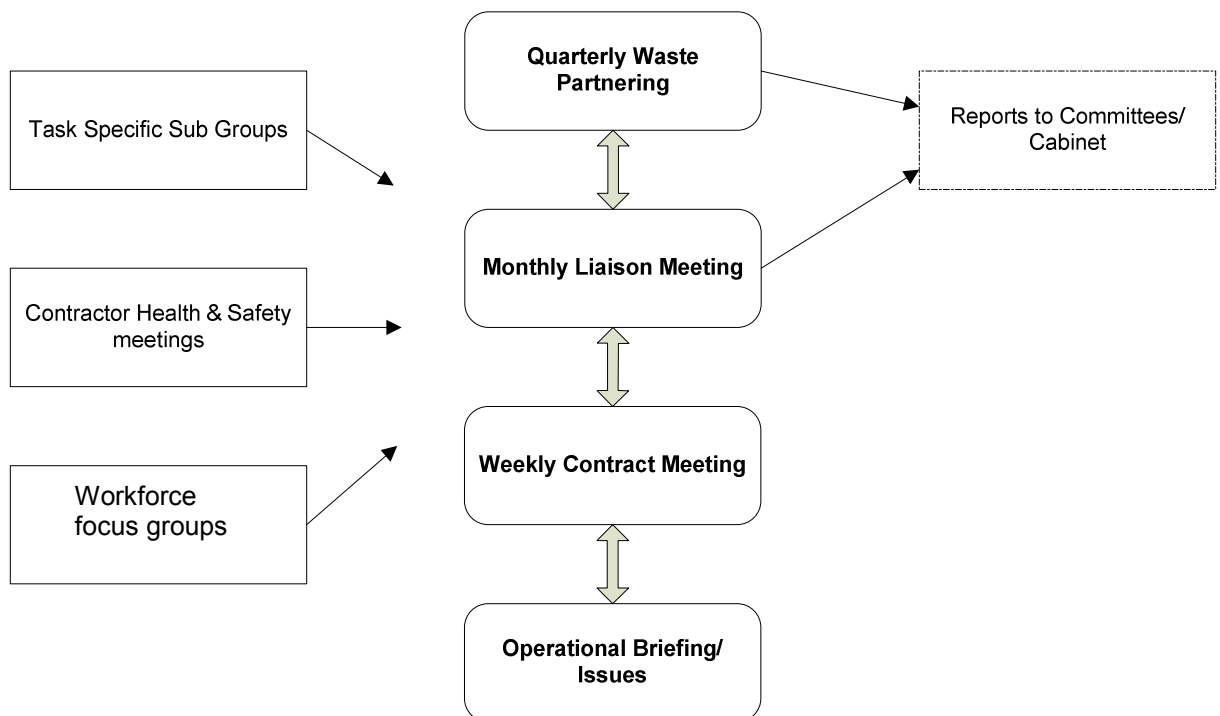 Quarterly Waste
Partnering
Task Specific Sub Groups
Reports to Committees/
Cabinet
Monthly Liaison Meeting
Contractor Health & Safety
meetings
Weekly Contract Meeting
Workforce
focus groups
Operational Briefing/
Issues